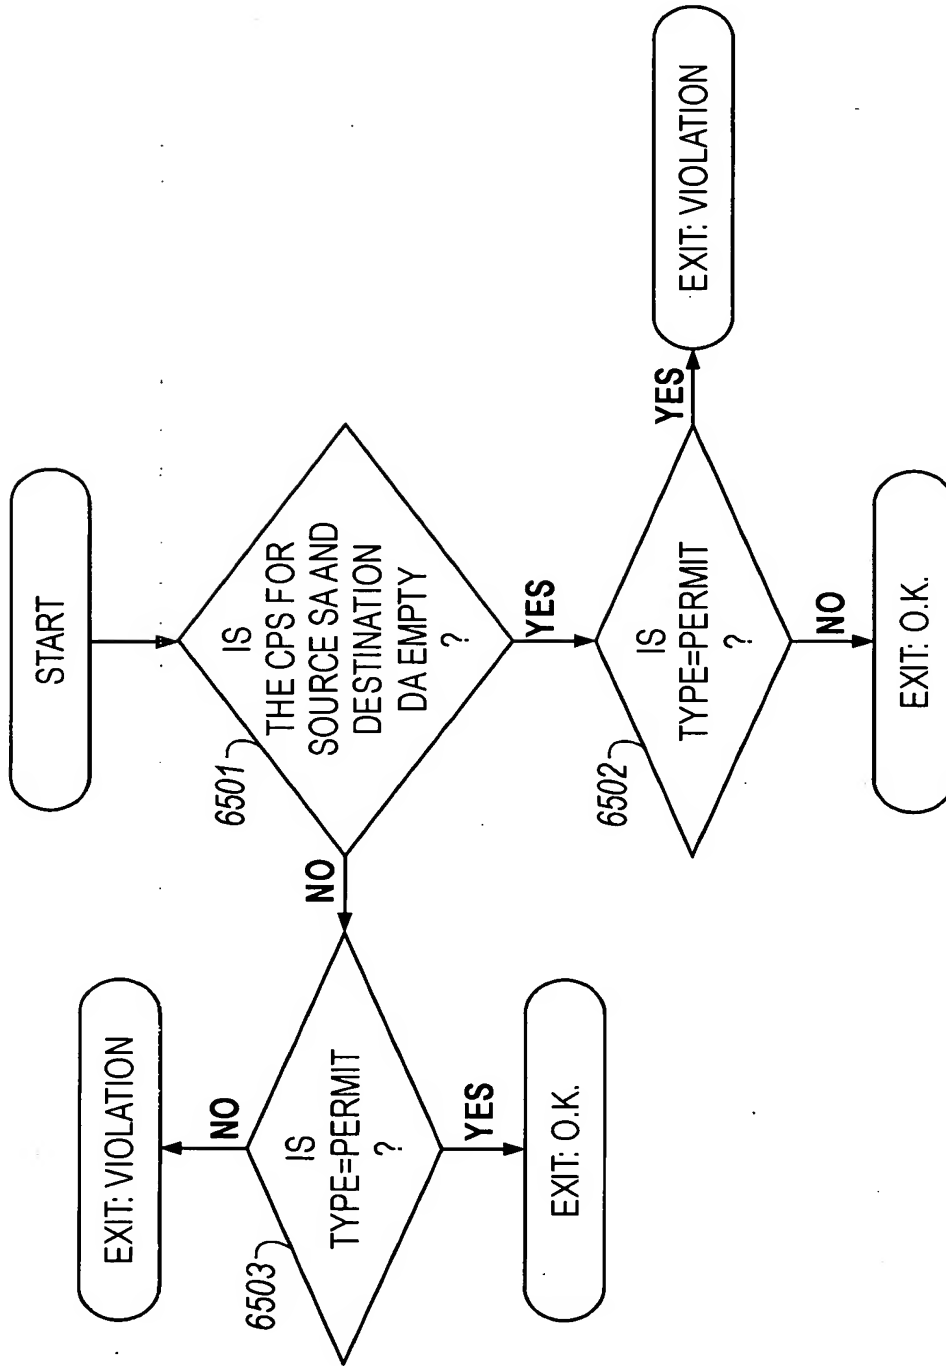 START
IS
THE CPS FOR
SOURCE SA AND
DESTINATION
DA EMPTY
?
6501
NO
YES
EXIT: VIOLATION
NO
IS
TYPE=PERMIT
?
6503
YES
EXIT: O.K.
IS
TYPE=PERMIT
?
6502
YES
EXIT: VIOLATION
NO
EXIT: O.K.